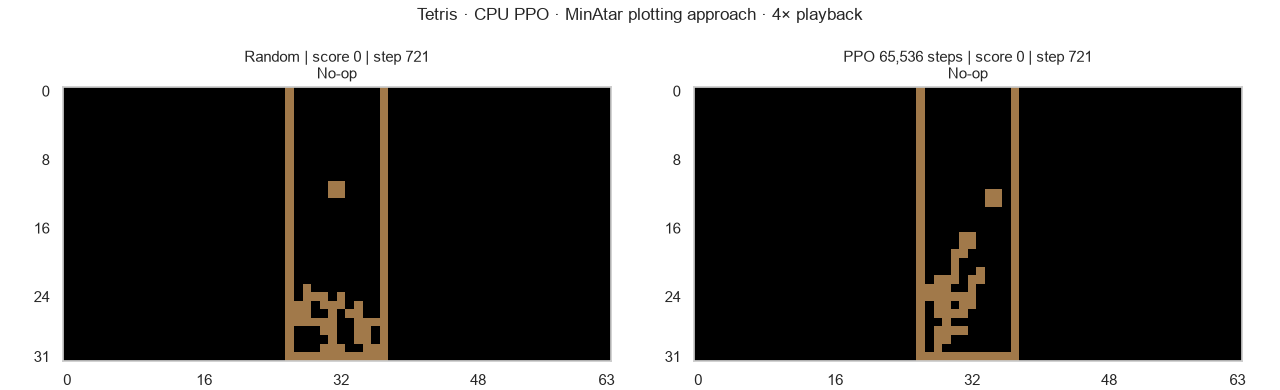 Tetris · CPU PPO · MinAtar plotting approach · 4× playback
Random | score 0 | step 721
No-op
0
8
16
24
31
0 16 32 48 63
PPO 65,536 steps | score 0 | step 721
No-op
0
8
16
24
31
0 16 32 48 63